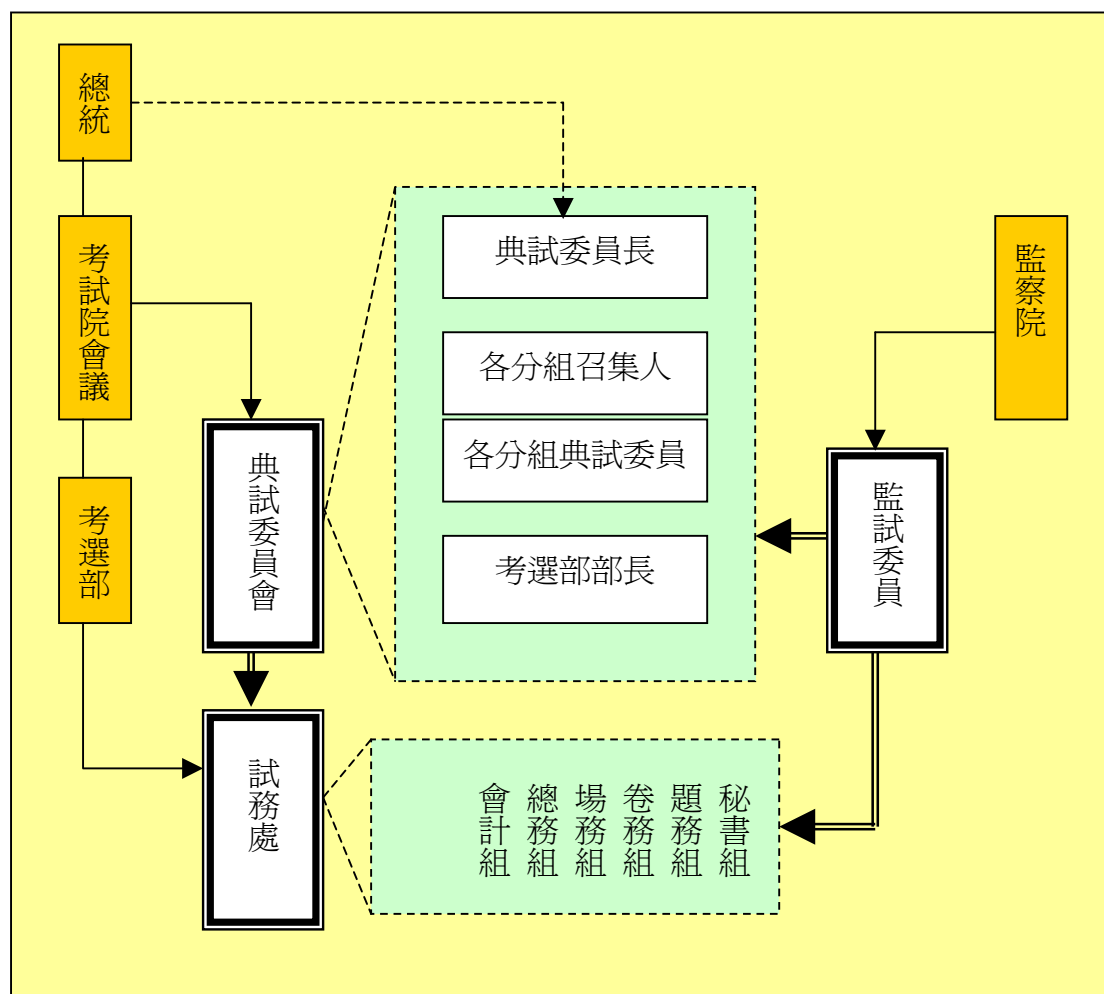 總統
考試院會議
考選部
典試委員會
試務處
典試委員長
各分組召集人
各分組典試委員
考選部部長
監察院
監試委員
秘書組
題務組
卷務組
場務組
總務組
會計組